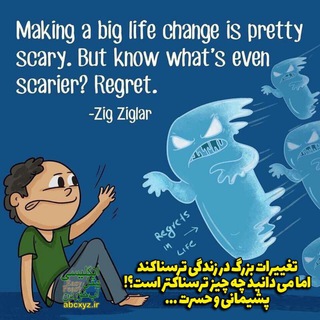 Making a big life change is pretty
scary. But know what's even
scarier? Regret.
-Zig Ziglar
Regrets
in
Life
تغییرات بزرگ در زندگی ترسناکند
اما می دانید چه چیز ترسناکتر است؟!
پشیمانی و حسرت ...
abcxyz.ir